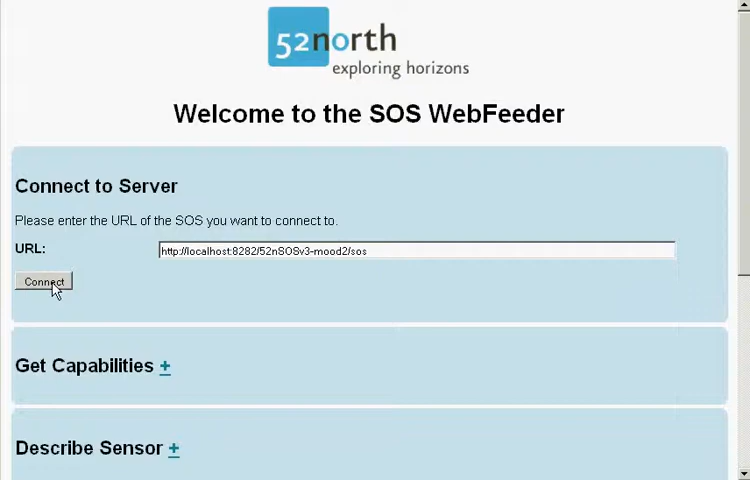 52north
exploring horizons
Welcome to the SOS WebFeeder
Connect to Server
Please enter the URL of the SOS you want to connect to.
URL: http://localhost:8282/52nSOSv3-mood2/sos
Connect
Get Capabilities +
Describe Sensor +